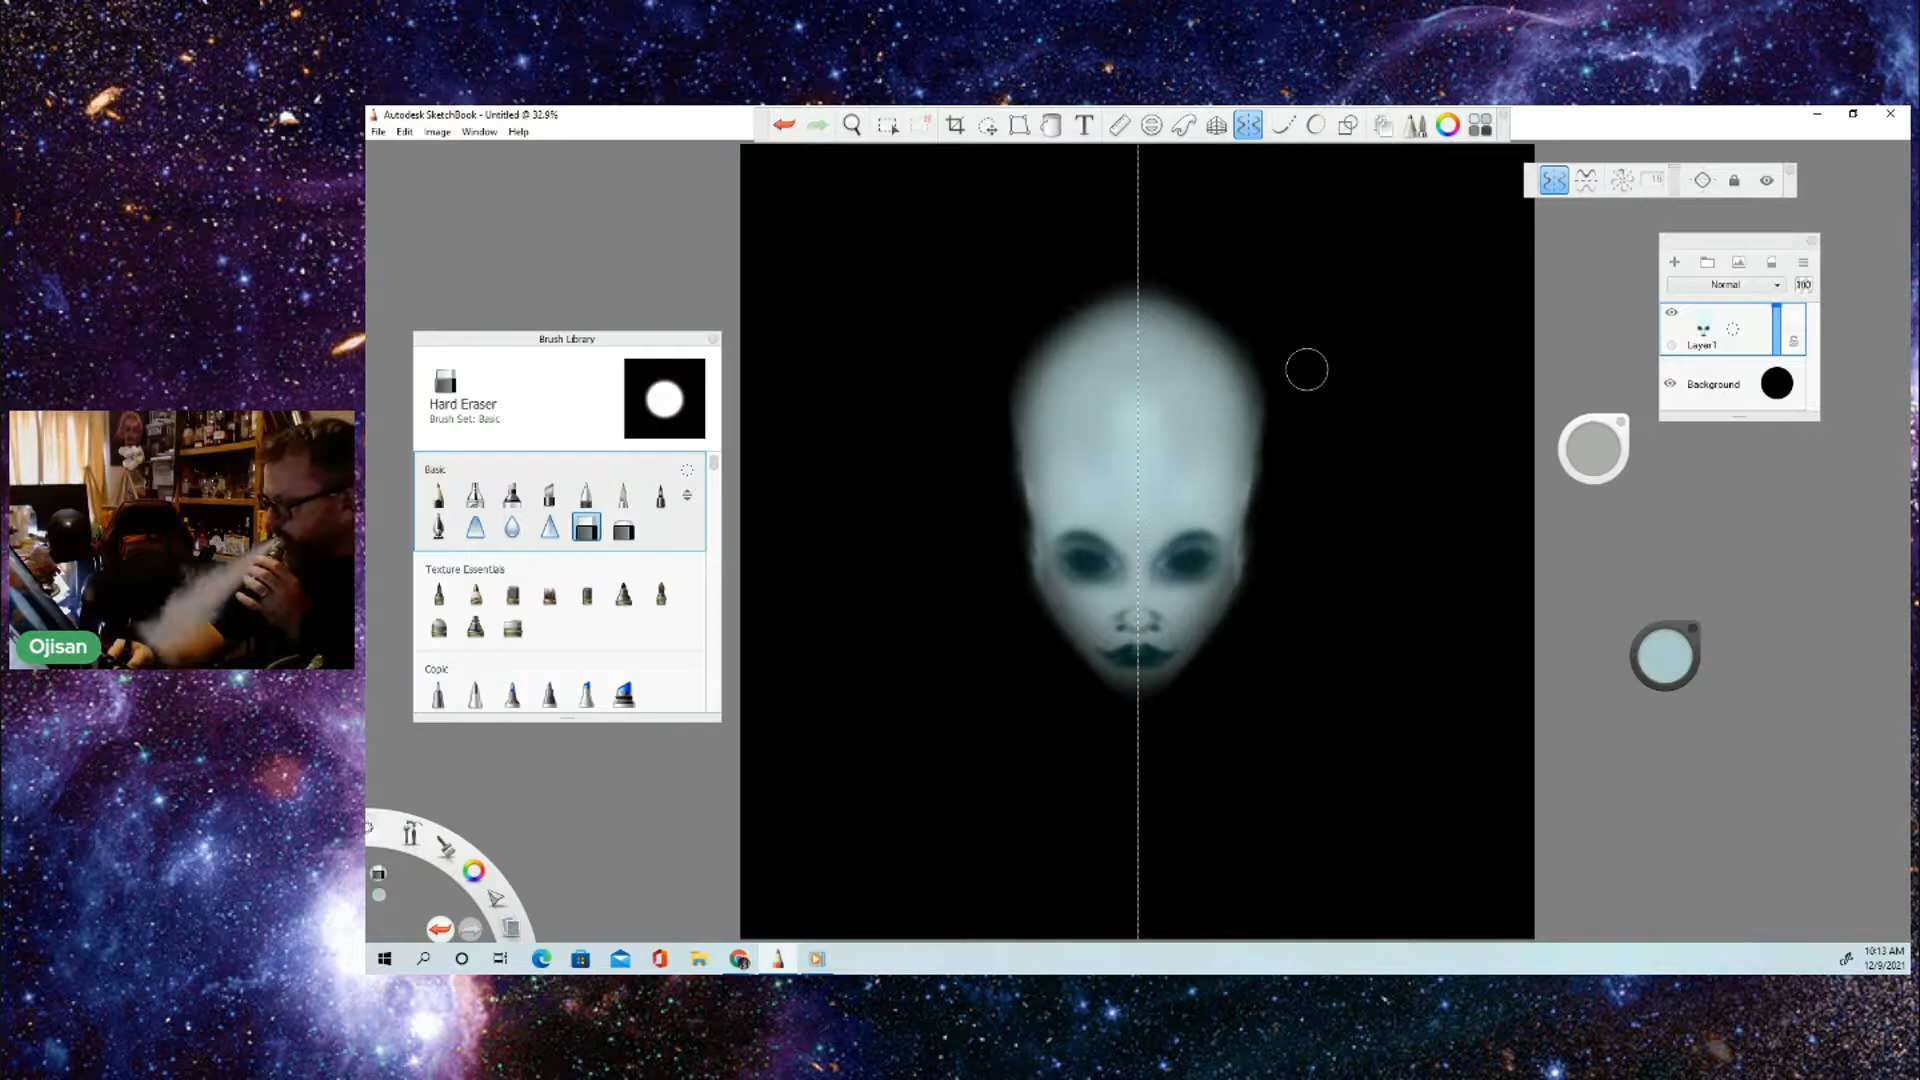 Autodesk SketchBook - Untitled @ 32.9%
File Edit Image Window Help
T
16
Normal
100
Layer1
Background
Brush Library
Hard Eraser
Brush Set: Basic
Basic
Texture Essentials
Copic
Ojisan
10:13 AM
12/9/2021